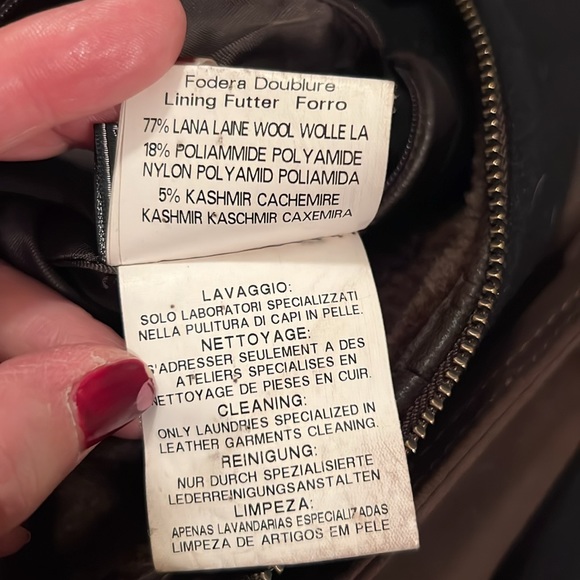 Fodera Doublure
Lining Futter Forro
77% LANA LAINE WOOL WOLLE LA
18% POLIAMMIDE POLYAMIDE
NYLON POLYAMID POLIAMIDA
5% KASHMIR CACHEMIRE
KASHMIR KASCHMIR CAXEMIRA
LAVAGGIO:
SOLO LABORATORI SPECIALIZZATI
NELLA PULITURA DI CAPI IN PELLE.
NETTOYAGE:
S'ADRESSER SEULEMENT A DES
ATELIERS SPECIALISES EN
NETTOYAGE DE PIESES EN CUIR.
CLEANING:
ONLY LAUNDRIES SPECIALIZED IN
LEATHER GARMENTS CLEANING.
REINIGUNG:
NUR DURCH SPEZIALISIERTE
LEDERREINIGUNGSANSTALTEN
LIMPEZA:
APENAS LAVANDARIAS ESPECIALIZADAS
LIMPEZA DE ARTIGOS EM PELE